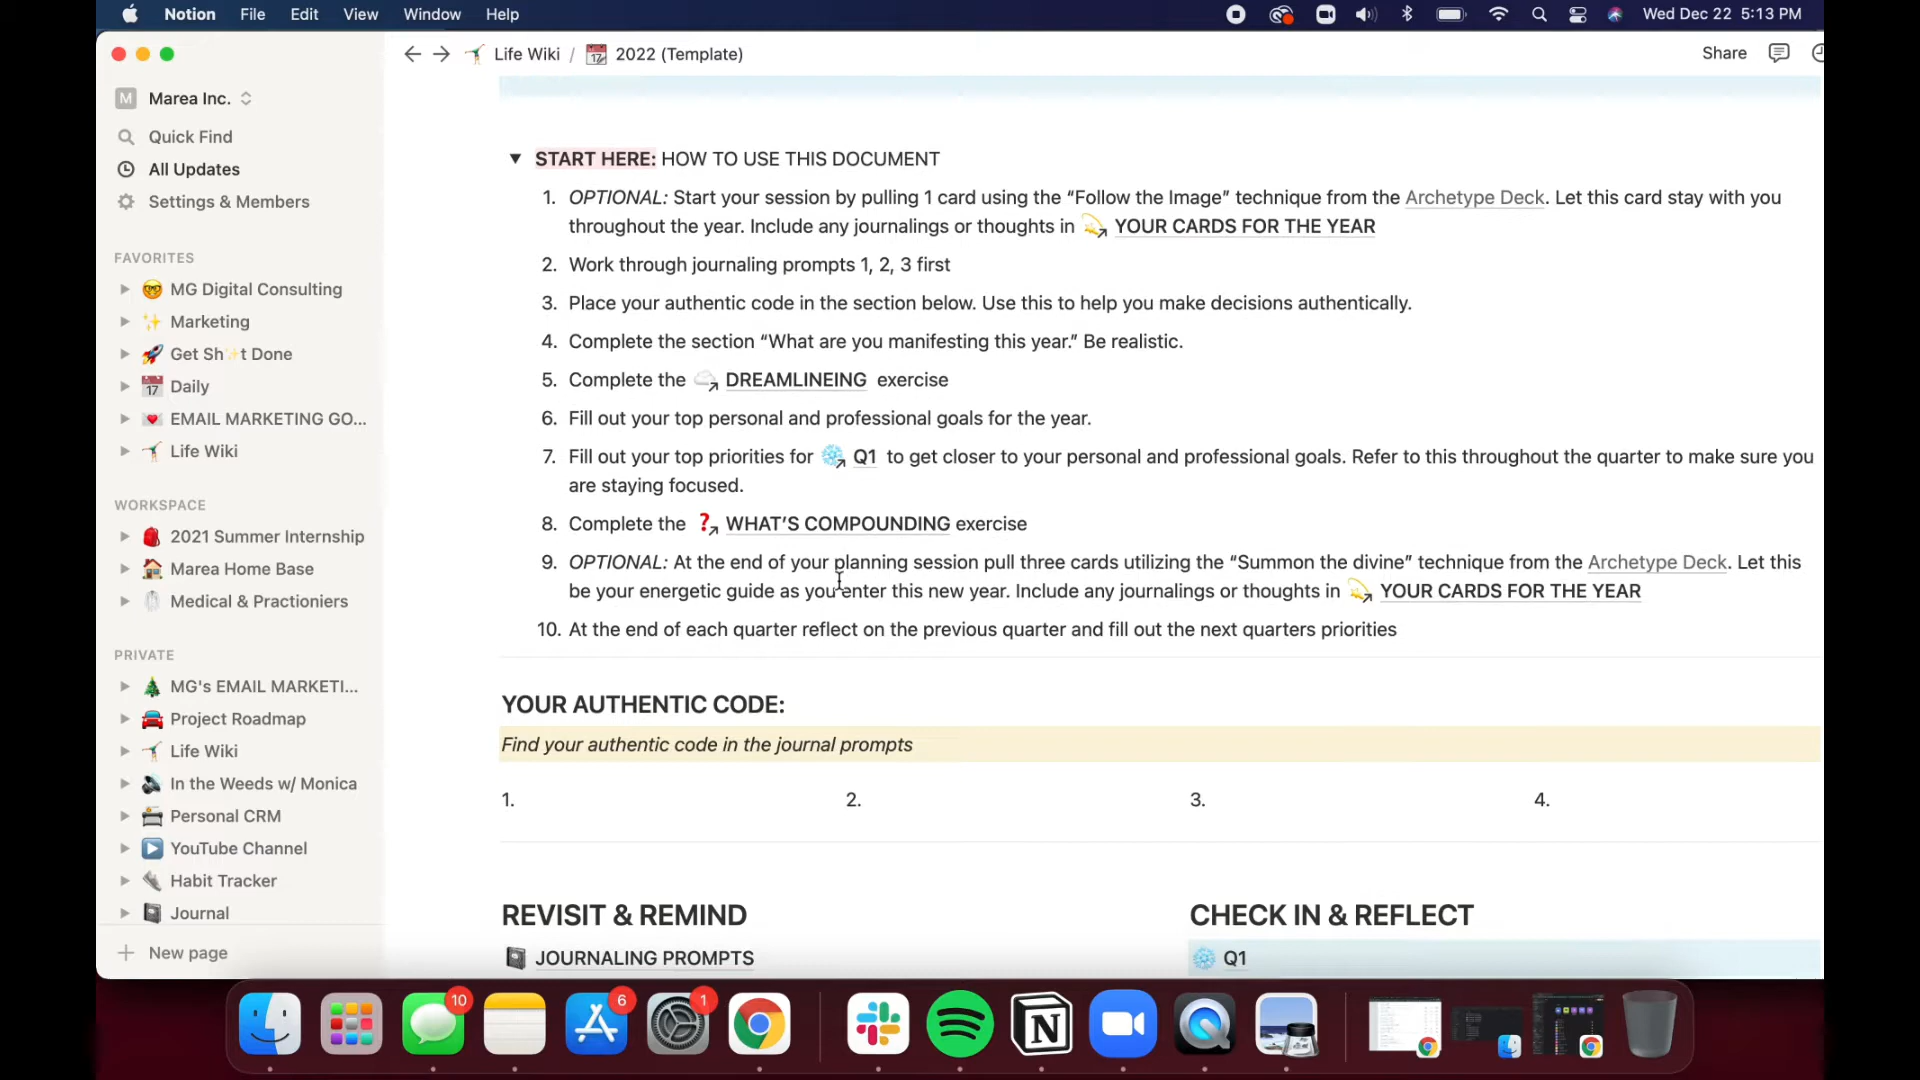 Notion File Edit View Window Help Wed Dec 22 5:13 PM
Life Wiki / 2022 (Template) Share
M Marea Inc.
Quick Find
All Updates
Settings & Members
FAVORITES
MG Digital Consulting
Marketing
Get Sh✨t Done
17 Daily
EMAIL MARKETING GO...
Life Wiki
WORKSPACE
2021 Summer Internship
Marea Home Base
Medical & Practioniers
PRIVATE
MG's EMAIL MARKETI...
Project Roadmap
Life Wiki
In the Weeds w/ Monica
Personal CRM
YouTube Channel
Habit Tracker
Journal
New page
START HERE: HOW TO USE THIS DOCUMENT
1. OPTIONAL: Start your session by pulling 1 card using the “Follow the Image” technique from the Archetype Deck. Let this card stay with you
throughout the year. Include any journalings or thoughts in YOUR CARDS FOR THE YEAR
2. Work through journaling prompts 1, 2, 3 first
3. Place your authentic code in the section below. Use this to help you make decisions authentically.
4. Complete the section “What are you manifesting this year.” Be realistic.
5. Complete the DREAMLINEING exercise
6. Fill out your top personal and professional goals for the year.
7. Fill out your top priorities for Q1 to get closer to your personal and professional goals. Refer to this throughout the quarter to make sure you
are staying focused.
8. Complete the WHAT’S COMPOUNDING exercise
9. OPTIONAL: At the end of your planning session pull three cards utilizing the “Summon the divine” technique from the Archetype Deck. Let this
be your energetic guide as you enter this new year. Include any journalings or thoughts in YOUR CARDS FOR THE YEAR
10. At the end of each quarter reflect on the previous quarter and fill out the next quarters priorities
YOUR AUTHENTIC CODE:
Find your authentic code in the journal prompts
1. 2. 3. 4.
REVISIT & REMIND CHECK IN & REFLECT
JOURNALING PROMPTS Q1
10 6 1